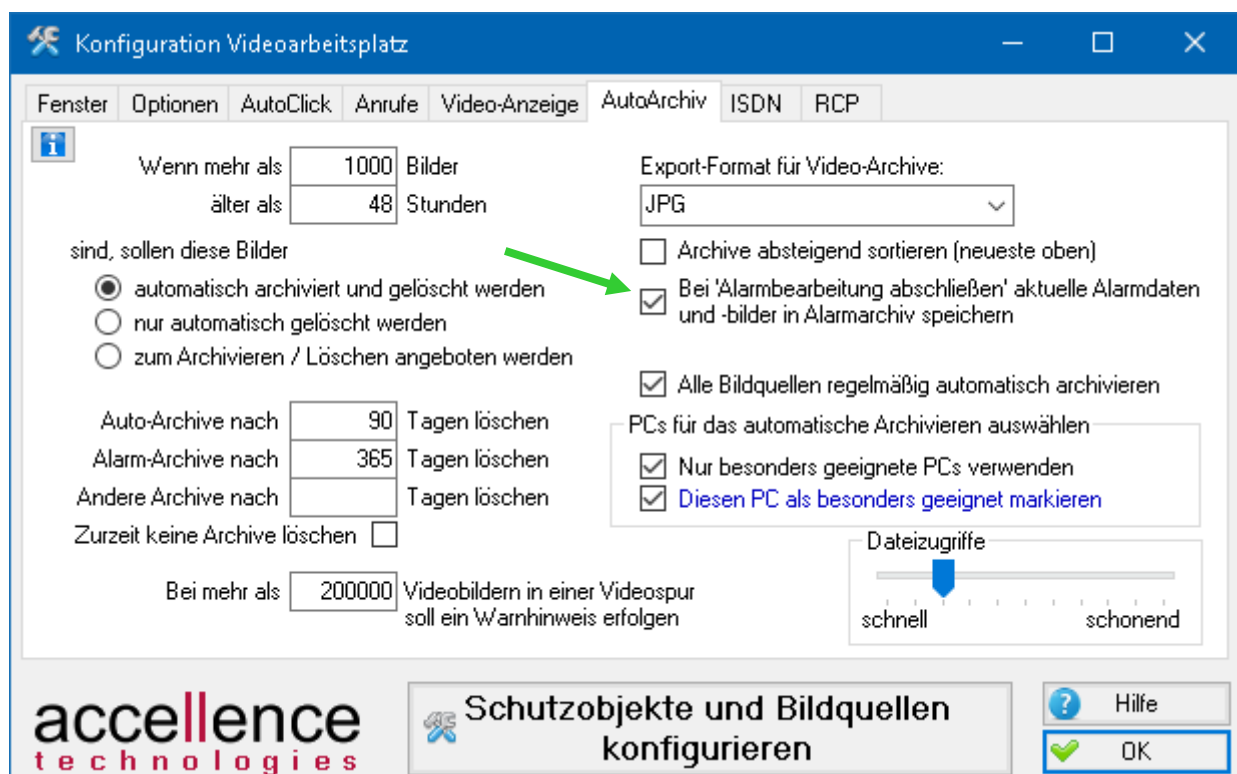 Konfiguration Videoarbeitsplatz
Fenster Optionen AutoClick Anrufe Video-Anzeige AutoArchiv ISDN RCP
Wenn mehr als 1000 Bilder
älter als 48 Stunden
sind, sollen diese Bilder
automatisch archiviert und gelöscht werden
nur automatisch gelöscht werden
zum Archivieren / Löschen angeboten werden
Auto-Archive nach 90 Tagen löschen
Alarm-Archive nach 365 Tagen löschen
Andere Archive nach Tagen löschen
Zurzeit keine Archive löschen
Bei mehr als 200000 Videobildern in einer Videospur
soll ein Warnhinweis erfolgen
Export-Format für Video-Archive:
JPG
Archive absteigend sortieren (neueste oben)
Bei 'Alarmbearbeitung abschließen' aktuelle Alarmdaten
und -bilder in Alarmarchiv speichern
Alle Bildquellen regelmäßig automatisch archivieren
PCs für das automatische Archivieren auswählen
Nur besonders geeignete PCs verwenden
Diesen PC als besonders geeignet markieren
Dateizugriffe
schnell schonend
accellence
technologies
Schutzobjekte und Bildquellen
konfigurieren
Hilfe
OK